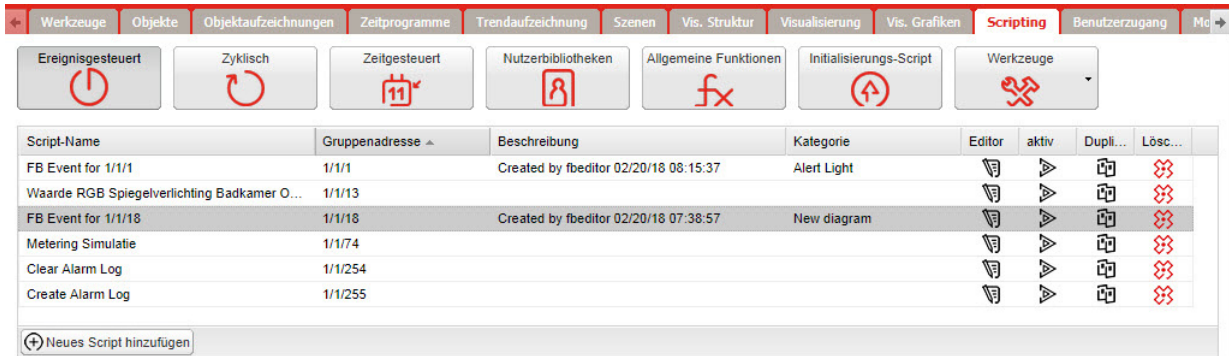 Werkzeuge Objekte Objektaufzeichnungen Zeitprogramme Trendaufzeichnung Szenen Vis. Struktur Visualisierung Vis. Grafiken Scripting Benutzerzugang
Ereignisgesteuert Zyklisch Zeitgesteuert Nutzerbibliotheken Allgemeine Funktionen Initialisierungs-Script Werkzeuge
11
Script-Name Gruppenadresse Beschreibung Kategorie Editor aktiv Dupli... Lösc...
FB Event for 1/1/1 1/1/1 Created by fbeditor 02/20/18 08:15:37 Alert Light
Waarde RGB Spiegelverlichting Badkamer O... 1/1/13
FB Event for 1/1/18 1/1/18 Created by fbeditor 02/20/18 07:38:57 New diagram
Metering Simulatie 1/1/74
Clear Alarm Log 1/1/254
Create Alarm Log 1/1/255
Neues Script hinzufügen